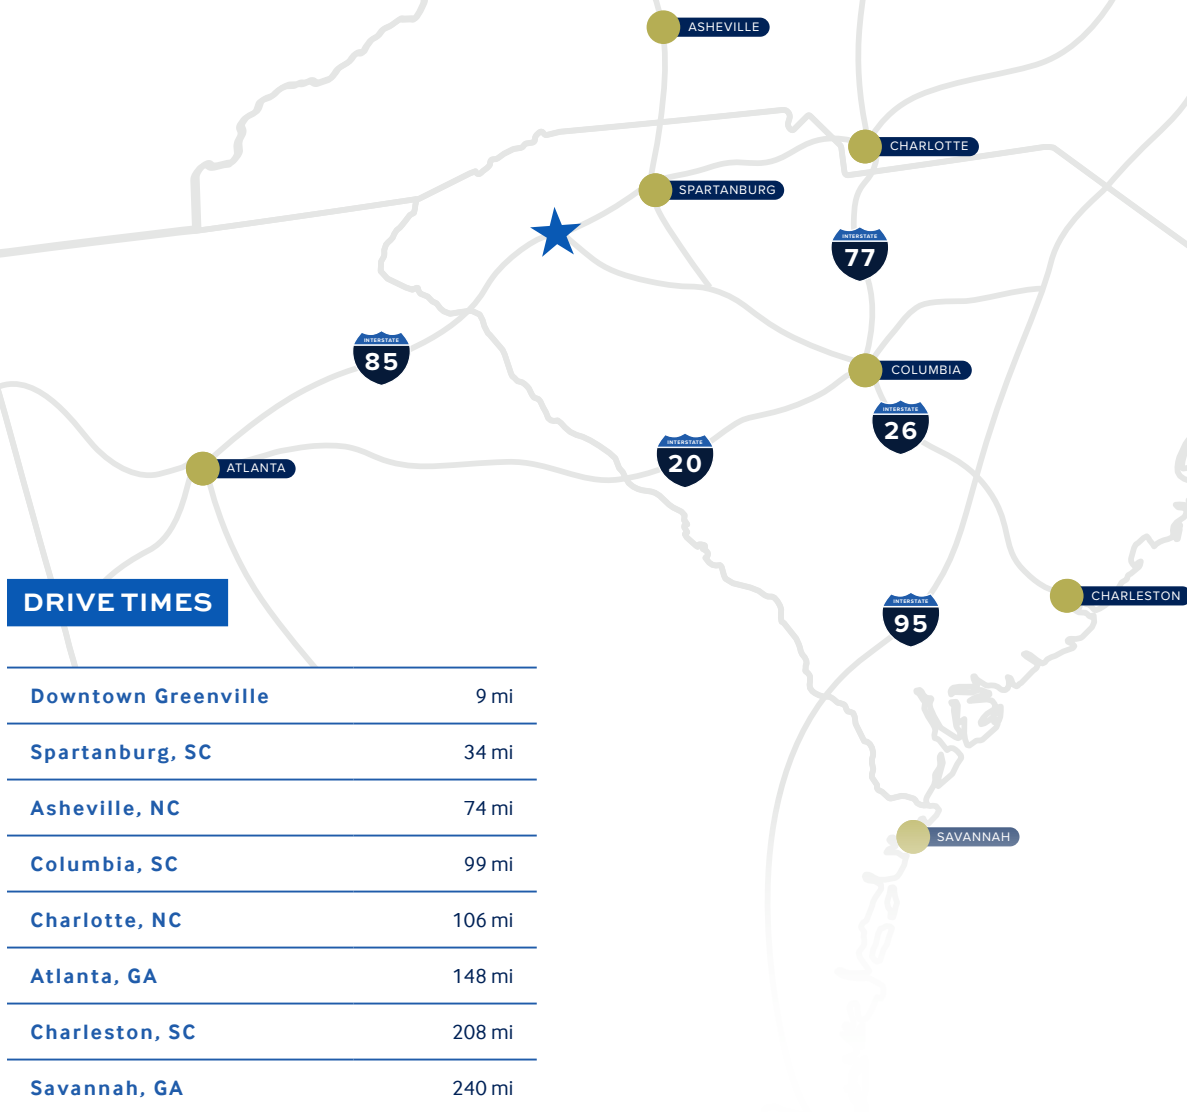 ASHEVILLE
CHARLOTTE
SPARTANBURG
INTERSTATE
77
INTERSTATE
85
COLUMBIA
INTERSTATE
26
INTERSTATE
20
ATLANTA
CHARLESTON
INTERSTATE
95
SAVANNAH
DRIVE TIMES
Downtown Greenville 9 mi
Spartanburg, SC 34 mi
Asheville, NC 74 mi
Columbia, SC 99 mi
Charlotte, NC 106 mi
Atlanta, GA 148 mi
Charleston, SC 208 mi
Savannah, GA 240 mi